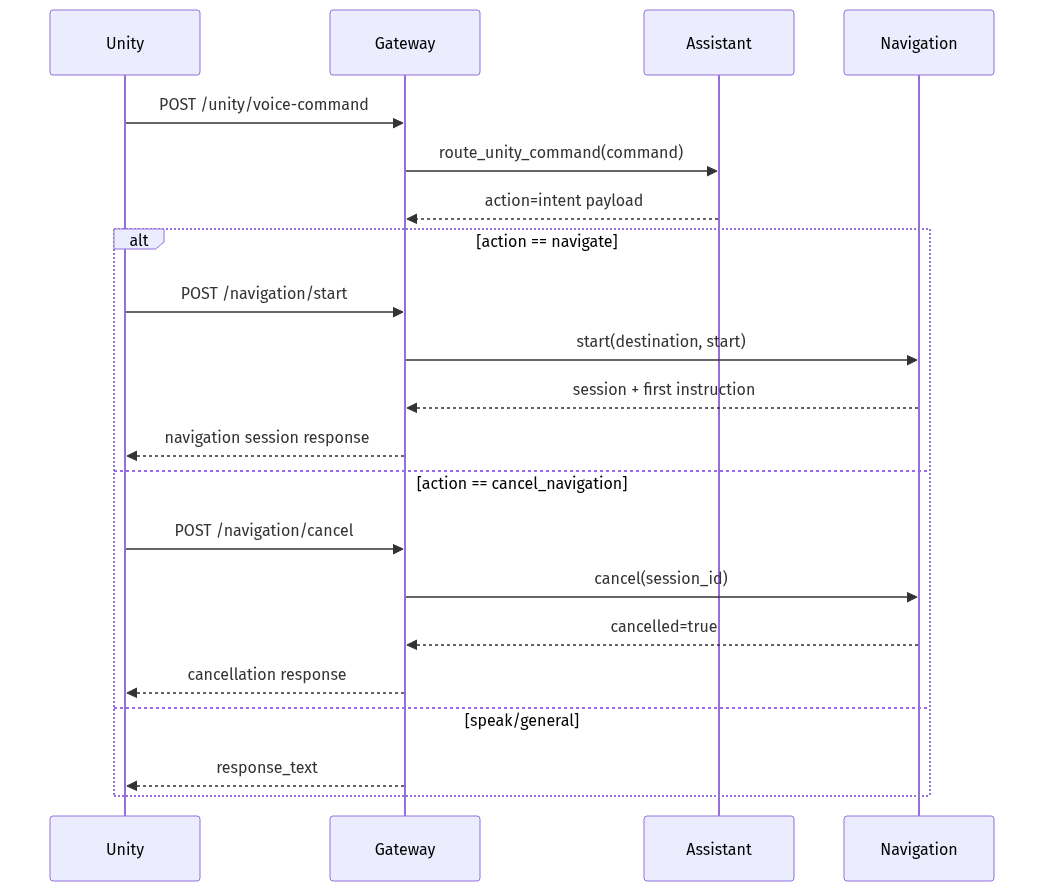 Unity
Gateway
Assistant
Navigation
POST /unity/voice-command
route_unity_command(command)
action=intent payload
alt
[action == navigate]
POST /navigation/start
start(destination, start)
session + first instruction
navigation session response
[action == cancel_navigation]
POST /navigation/cancel
cancel(session_id)
cancelled=true
cancellation response
[speak/general]
response_text
Unity
Gateway
Assistant
Navigation